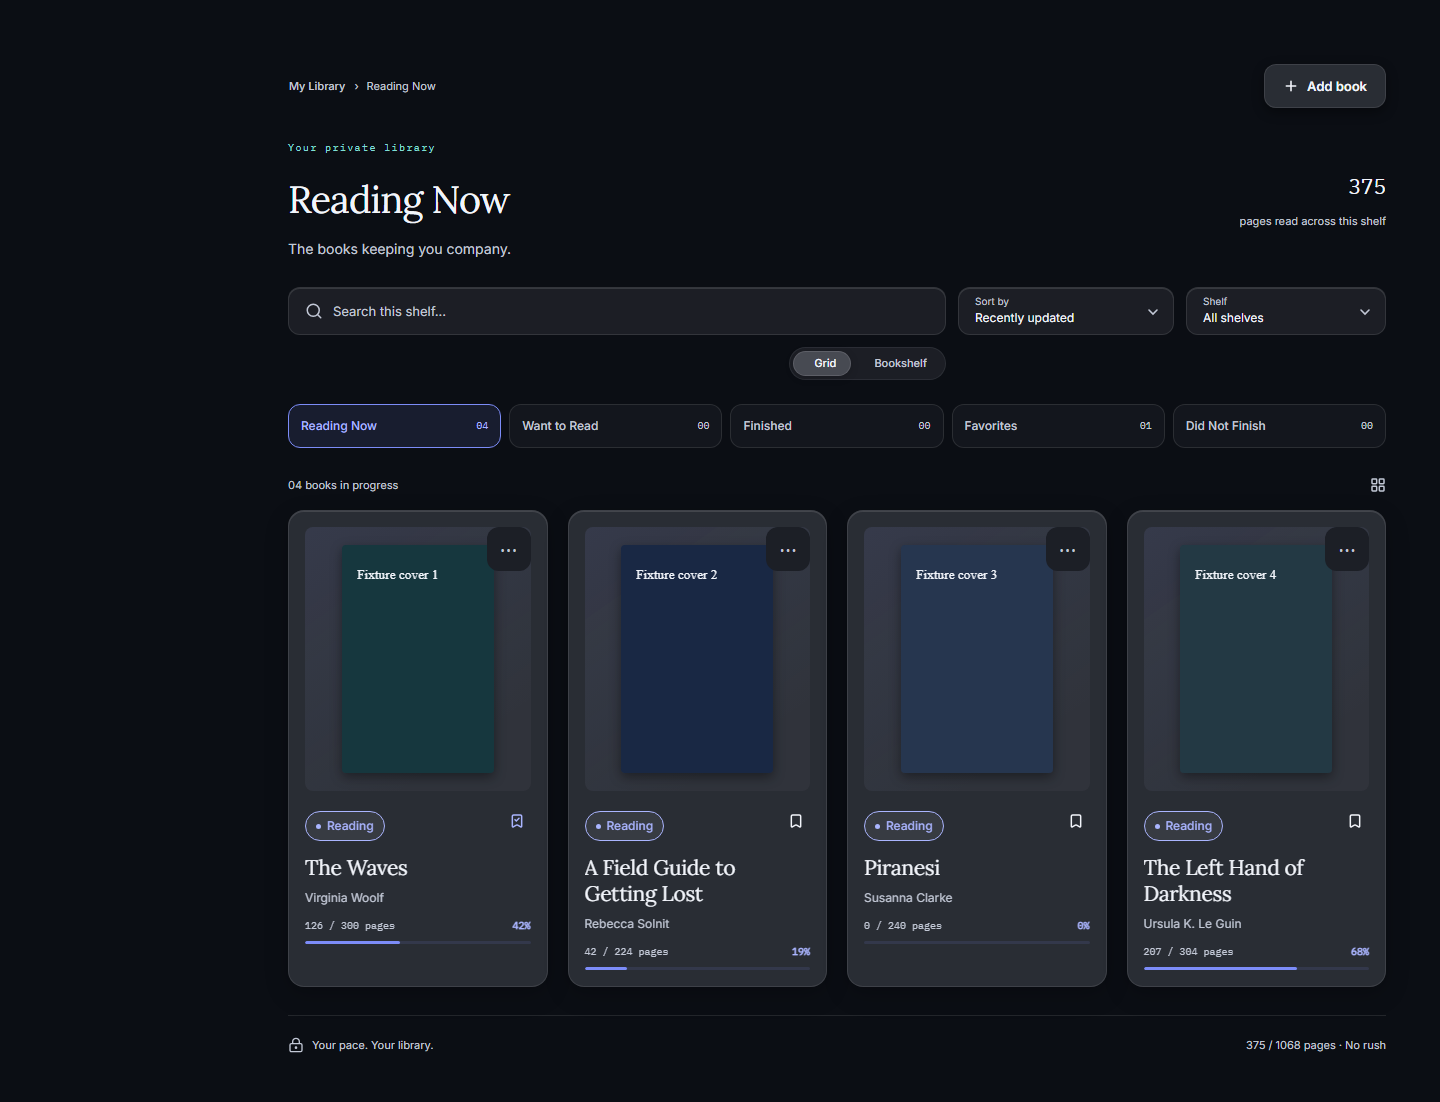 My Library › Reading Now
Add book
Your private library
Reading Now
The books keeping you company.
375
pages read across this shelf
Search this shelf...
Sort by
Recently updated
Shelf
All shelves
Grid
Bookshelf
Reading Now 04
Want to Read 00
Finished 00
Favorites 01
Did Not Finish 00
04 books in progress
Fixture cover 1
Reading
The Waves
Virginia Woolf
126 / 300 pages 42%
Fixture cover 2
Reading
A Field Guide to
Getting Lost
Rebecca Solnit
42 / 224 pages 19%
Fixture cover 3
Reading
Piranesi
Susanna Clarke
0 / 240 pages 0%
Fixture cover 4
Reading
The Left Hand of
Darkness
Ursula K. Le Guin
207 / 304 pages 68%
Your pace. Your library.
375 / 1068 pages · No rush